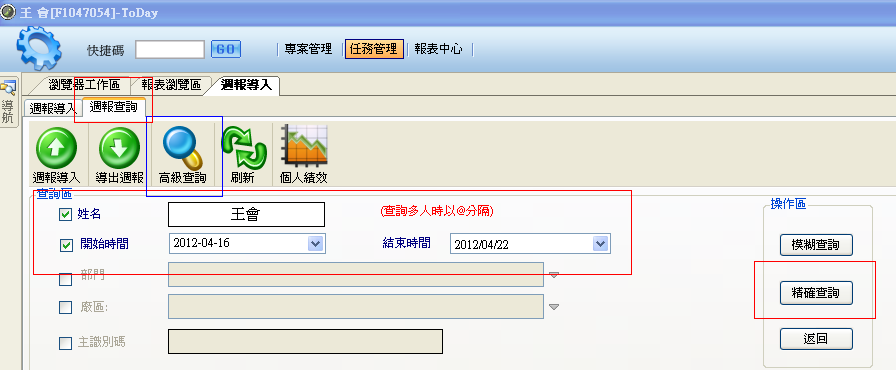 王 會[F1047054]-ToDay
快捷碼 GO 專案管理 任務管理 報表中心
導航
瀏覽器工作區 報表瀏覽區 週報導入
週報導入 週報查詢
週報導入 導出週報 高級查詢 刷新 個人績效
查詢區
姓名 王會 (查詢多人時以@分隔)
開始時間 2012-04-16 結束時間 2012/04/22
部門
廠區:
主識別碼
操作區
模糊查詢
精確查詢
返回